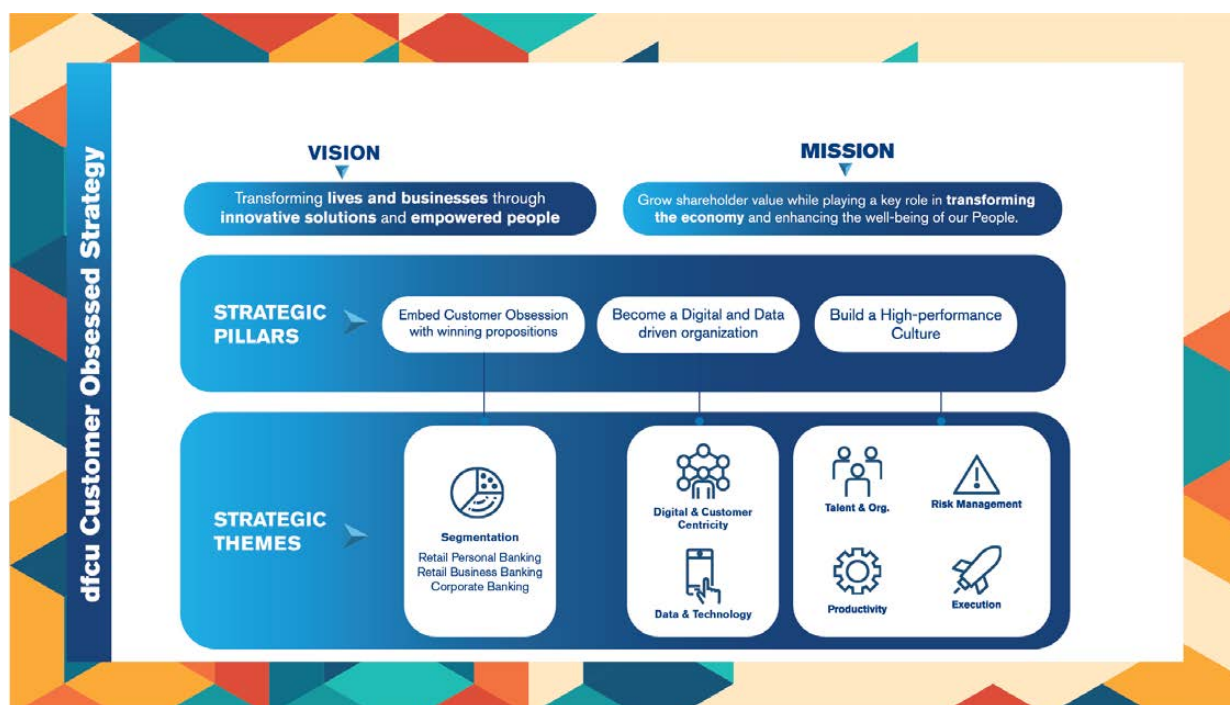 dfcu Customer Obsessed Strategy
VISION
Transforming lives and businesses through
innovative solutions and empowered people
MISSION
Grow shareholder value while playing a key role in transforming
the economy and enhancing the well-being of our People.
STRATEGIC
PILLARS
Embed Customer Obsession
with winning propositions
Become a Digital and Data
driven organization
Build a High-performance
Culture
STRATEGIC
THEMES
Segmentation
Retail Personal Banking
Retail Business Banking
Corporate Banking
Digital & Customer
Centricity
Data & Technology
Talent & Org.
Risk Management
Productivity
Execution